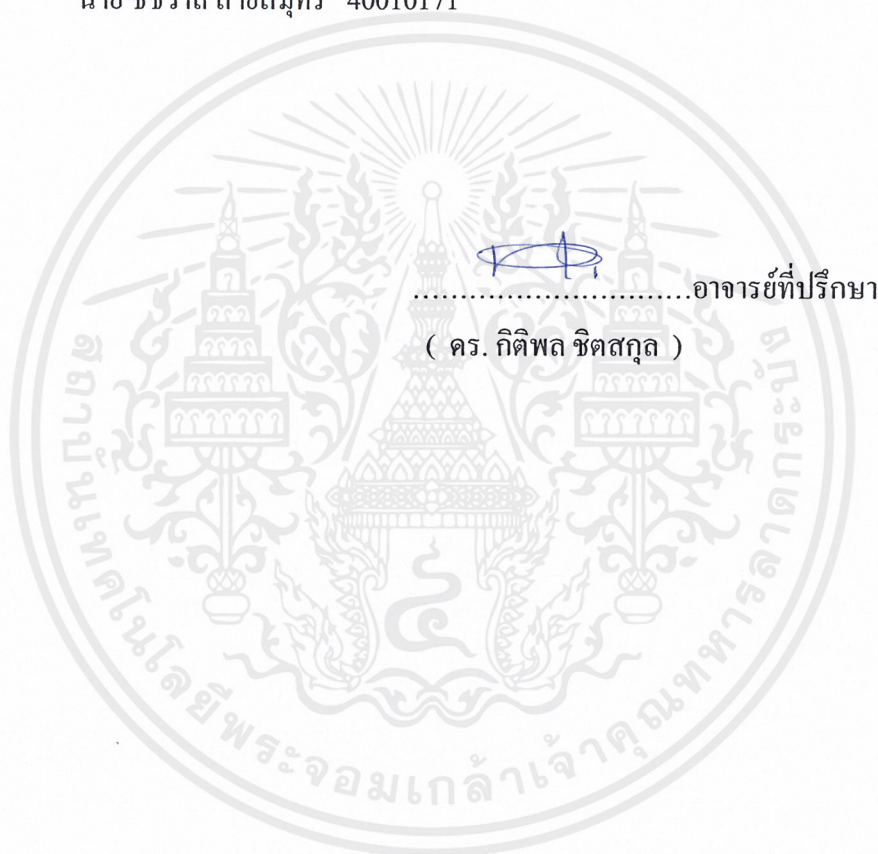 40010171
....................................อาจารย์ที่ปรึกษา
( ดร. กิติพล ชิตสกุล )
สถาบันเทคโนโลยีพระจอมเกล้าเจ้าคุณทหารลาดกระบัง